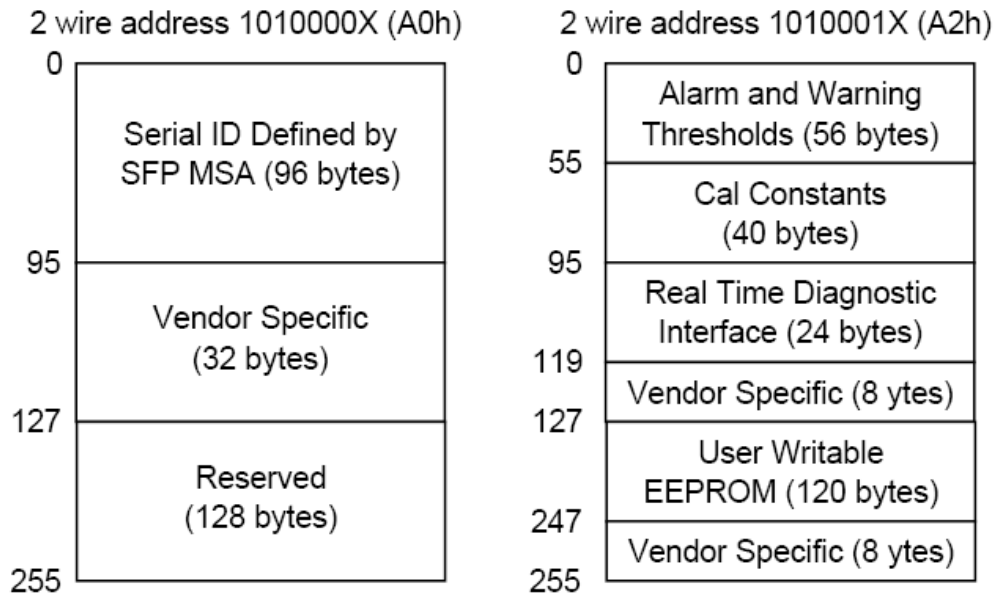 2 wire address 1010000X (A0h)
0
Serial ID Defined by
SFP MSA (96 bytes)
95
Vendor Specific
(32 bytes)
127
Reserved
(128 bytes)
255
2 wire address 1010001X (A2h)
0
Alarm and Warning
Thresholds (56 bytes)
55
Cal Constants
(40 bytes)
95
Real Time Diagnostic
Interface (24 bytes)
119
Vendor Specific (8 ytes)
127
User Writable
EEPROM (120 bytes)
247
Vendor Specific (8 ytes)
255